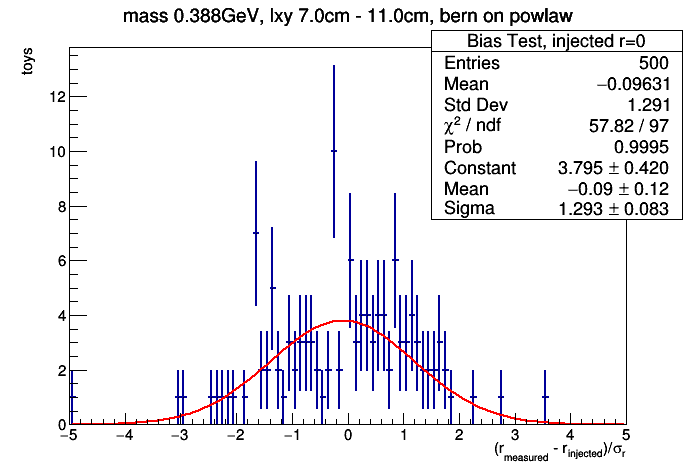 mass 0.388GeV, lxy 7.0cm - 11.0cm, bern on powlaw
toys
Bias Test, injected r=0
Entries 500
Mean −0.09631
Std Dev 1.291
χ² / ndf 57.82 / 97
Prob 0.9995
Constant 3.795 ± 0.420
Mean −0.09 ± 0.12
Sigma 1.293 ± 0.083
12
10
8
6
4
2
0
−5 −4 −3 −2 −1 0 1 2 3 4 5
(r_measured - r_injected)/σ_r